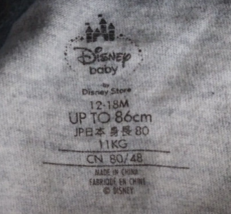 Disney
baby
by
Disney Store
12-18M
UP TO 86cm
JP日本 身長 80
11KG
CN 80/48
MADE IN CHINA
FABRIQUÉ EN CHINE
© DISNEY